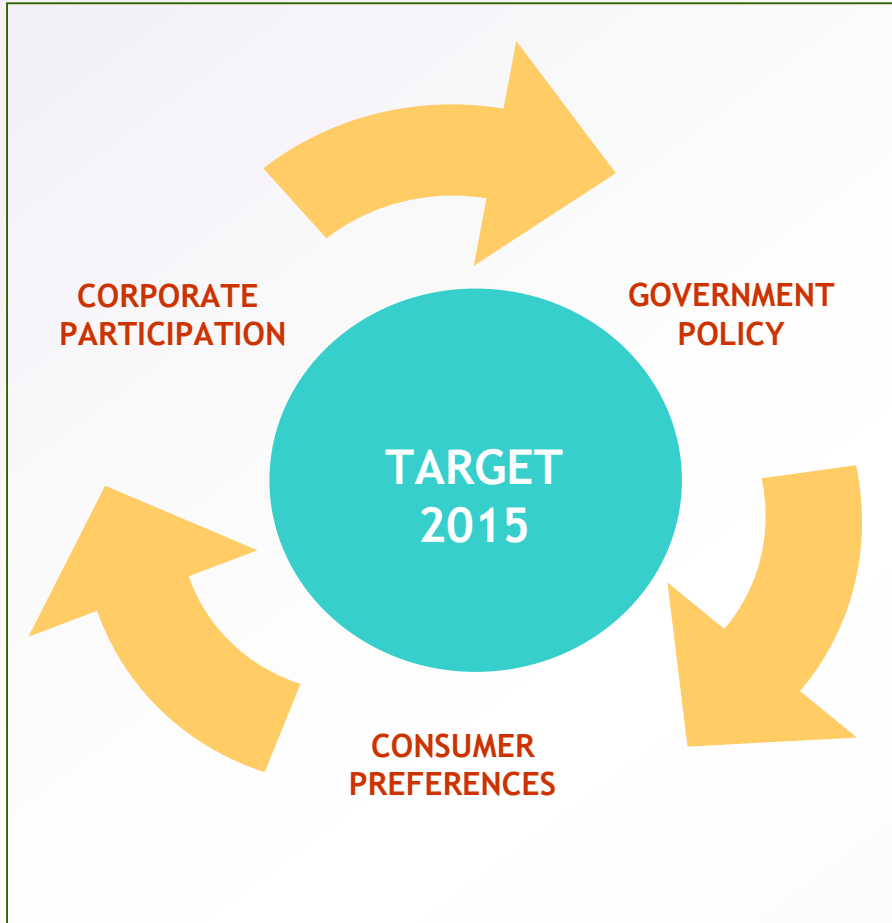 CORPORATE
PARTICIPATION
GOVERNMENT
POLICY
TARGET
2015
CONSUMER
PREFERENCES